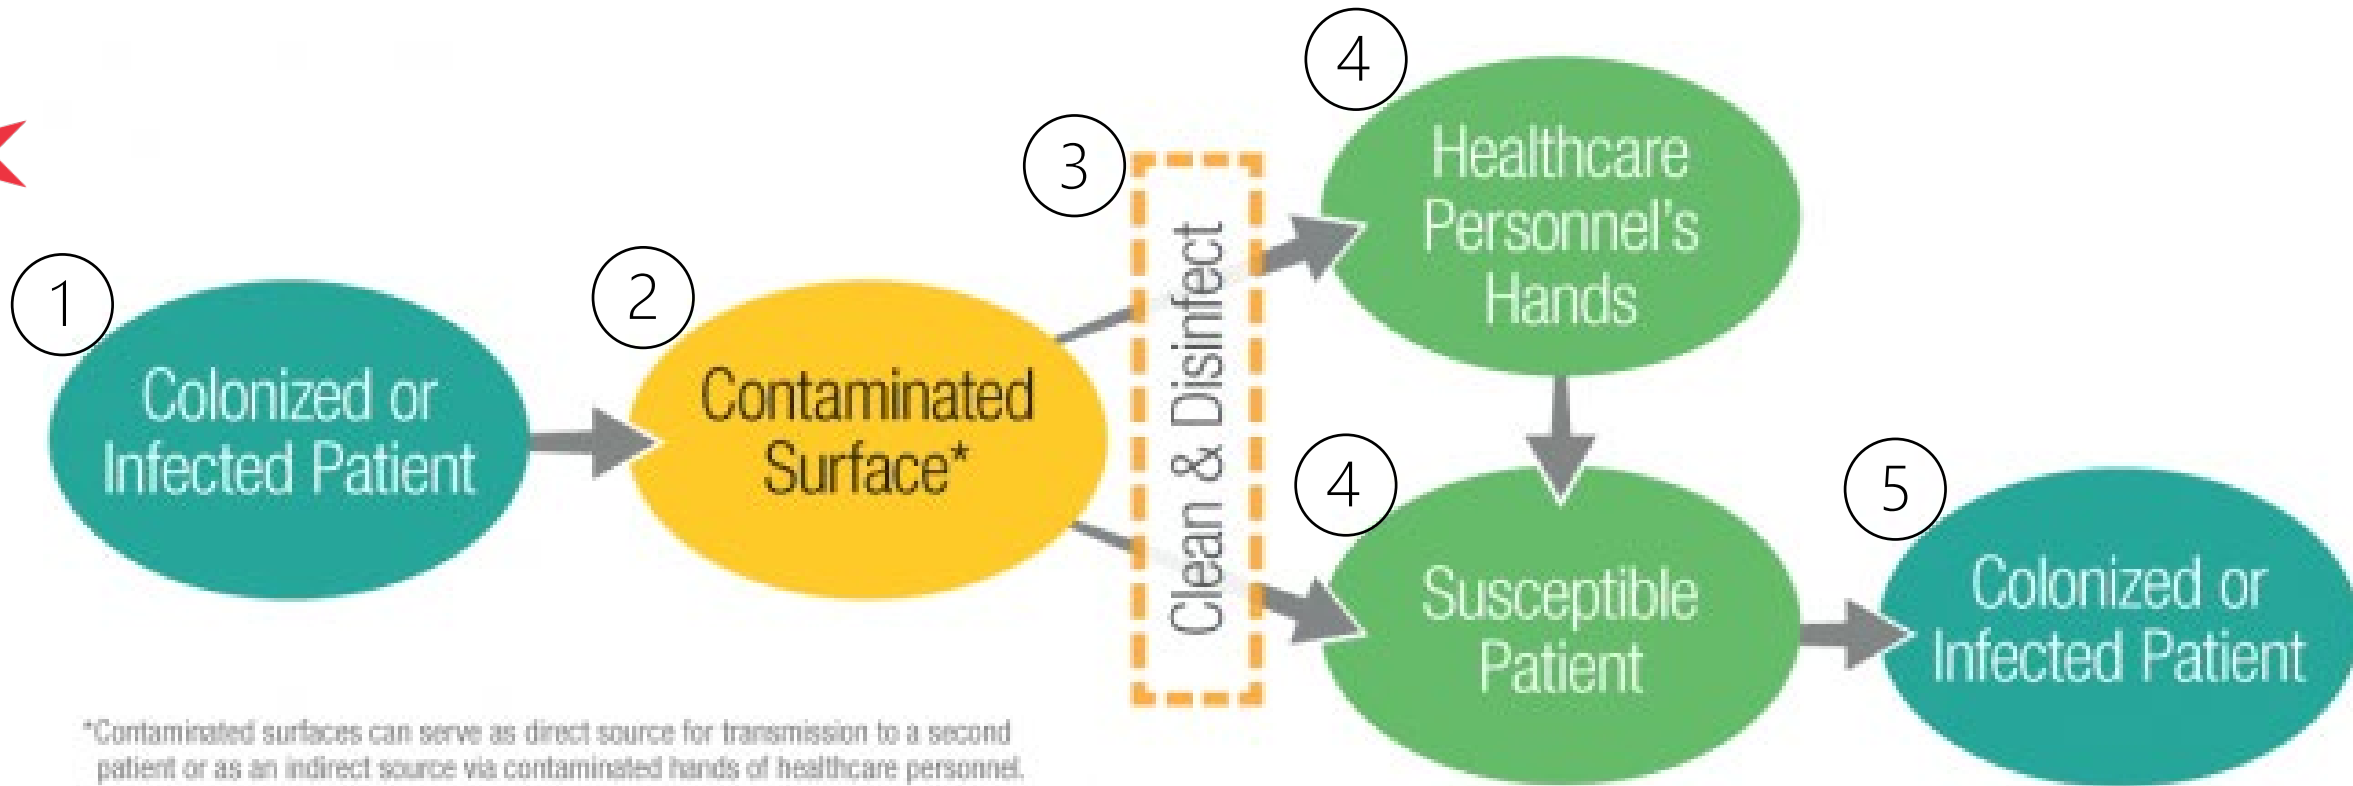 1
Colonized or
Infected Patient
2
Contaminated
Surface*
3
Clean & Disinfect
4
Healthcare
Personnel's
Hands
4
Susceptible
Patient
5
Colonized or
Infected Patient
*Contaminated surfaces can serve as direct source for transmission to a second
patient or as an indirect source via contaminated hands of healthcare personnel.